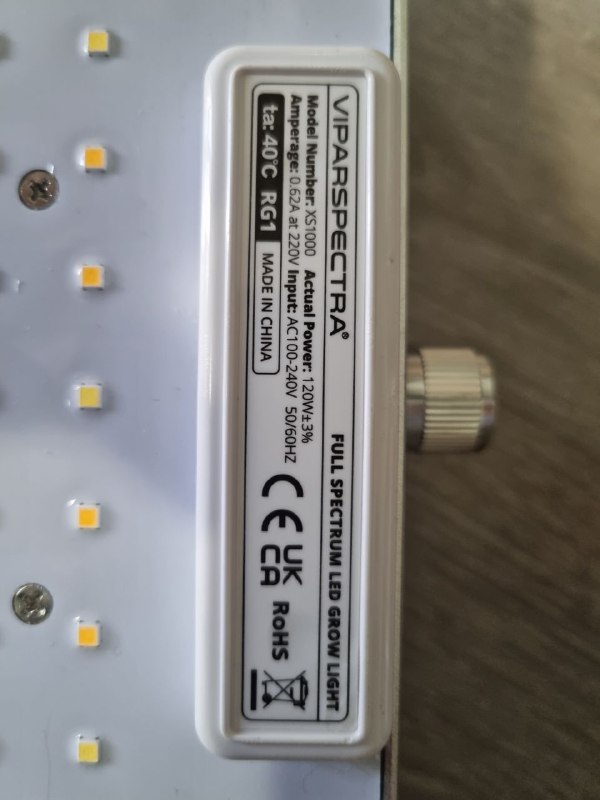 VIPARSPECTRA® FULL SPECTRUM LED GROW LIGHT
Model Number: XS1000 Actual Power: 120W±3%
Amperage: 0.62A at 220V Input: AC100-240V 50/60HZ
ta: 40°C RG1 MADE IN CHINA
CE UK CA RoHS